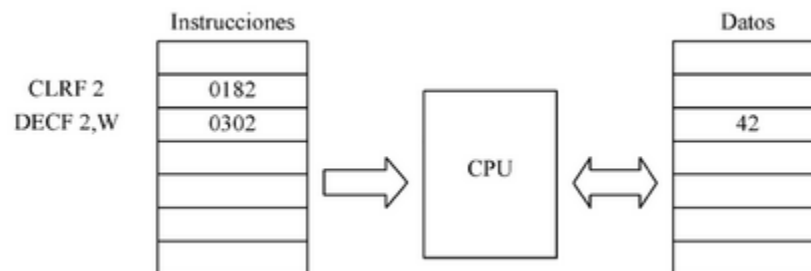 Instrucciones
Datos
CLRF 2
0182
DECF 2,W
0302
42
CPU